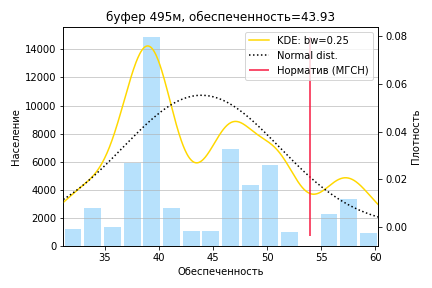 буфер 495м, обеспеченность=43.93
KDE: bw=0.25
Normal dist.
Норматив (МГСН)
Население
14000
12000
10000
8000
6000
4000
2000
0
0.08
0.06
0.04
0.02
0.00
Плотность
35 40 45 50 55 60
Обеспеченность